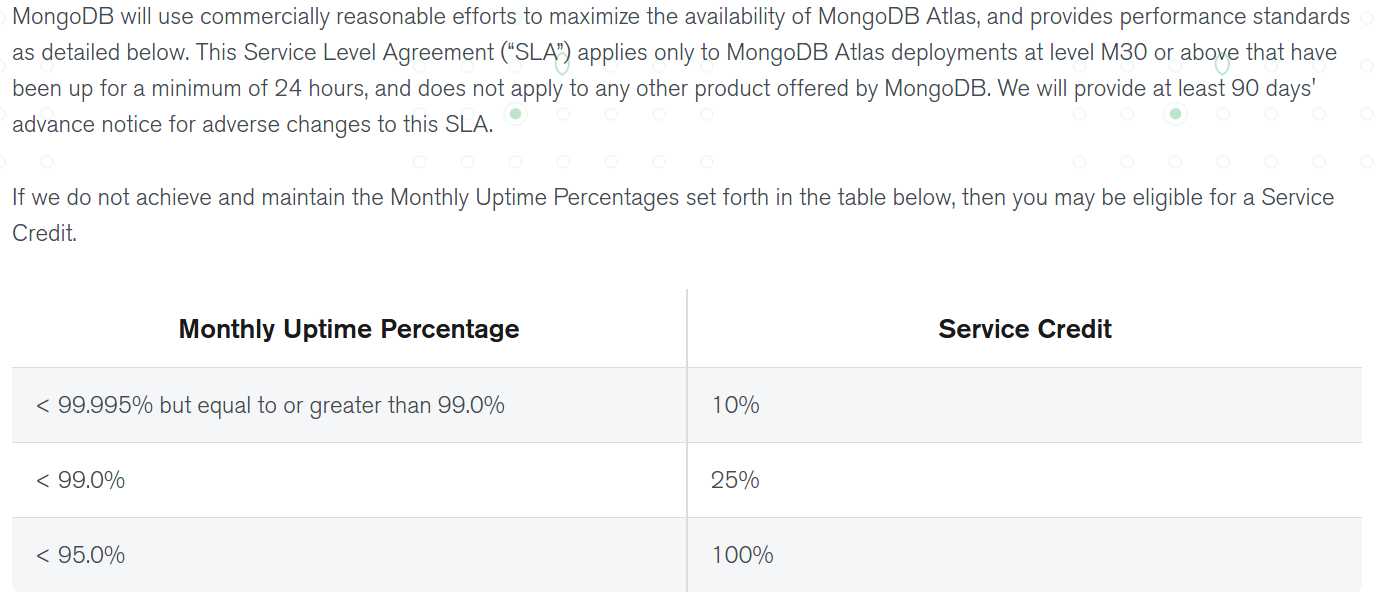 MongoDB will use commercially reasonable efforts to maximize the availability of MongoDB Atlas, and provides performance standards
as detailed below. This Service Level Agreement (“SLA”) applies only to MongoDB Atlas deployments at level M30 or above that have
been up for a minimum of 24 hours, and does not apply to any other product offered by MongoDB. We will provide at least 90 days'
advance notice for adverse changes to this SLA.
If we do not achieve and maintain the Monthly Uptime Percentages set forth in the table below, then you may be eligible for a Service
Credit.
Monthly Uptime Percentage Service Credit
< 99.995% but equal to or greater than 99.0% 10%
< 99.0% 25%
< 95.0% 100%